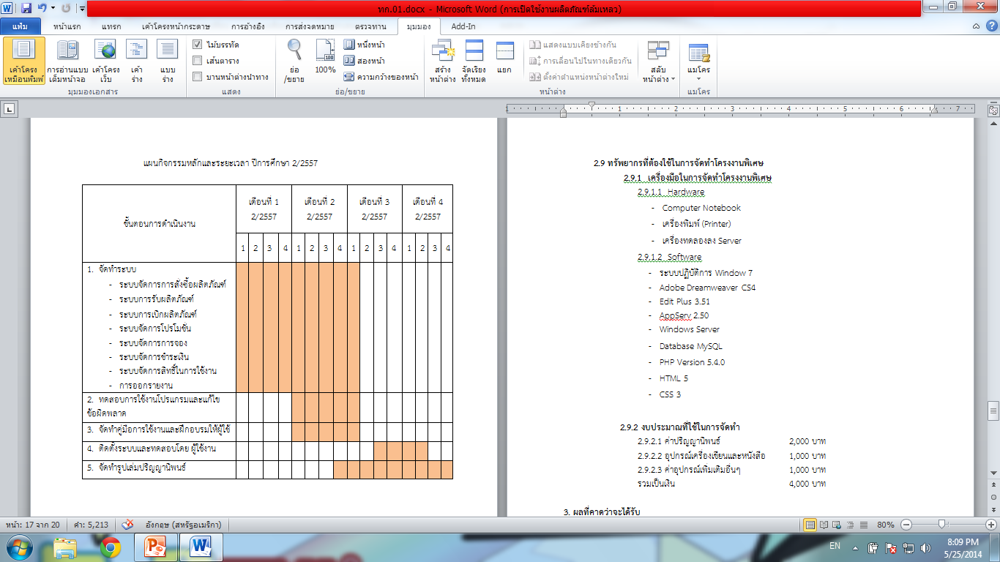 ทก.01.docx - Microsoft Word (การเปิดใช้งานผลิตภัณฑ์ล้มเหลว)
แฟ้ม หน้าแรก แทรก เค้าโครงหน้ากระดาษ การอ้างอิง การส่งจดหมาย ตรวจทาน มุมมอง Add-In
เค้าโครงเหมือนพิมพ์
การอ่านแบบเต็มหน้าจอ
เค้าโครงเว็บ
เค้าร่าง
แบบร่าง
มุมมองเอกสาร
ไม้บรรทัด
เส้นตาราง
บานหน้าต่างนำทาง
แสดง
ย่อ/ขยาย
100%
หนึ่งหน้า
สองหน้า
ความกว้างของหน้า
ย่อ/ขยาย
สร้างหน้าต่าง
จัดเรียงทั้งหมด
แยก
แสดงแบบเคียงข้างกัน
การเลื่อนไปในทางเดียวกัน
ตั้งค่าตำแหน่งหน้าต่างใหม่
สลับหน้าต่าง
หน้าต่าง
แมโคร
แมโคร
1 1 2 3 4 5 6 7
แผนกิจกรรมหลักและระยะเวลา ปีการศึกษา 2/2557
ขั้นตอนการดำเนินงาน
เดือนที่ 1 เดือนที่ 2 เดือนที่ 3 เดือนที่ 4
2/2557 2/2557 2/2557 2/2557
1 2 3 4 1 2 3 4 1 2 3 4 1 2 3 4
1. จัดทำระบบ
- ระบบจัดการการสั่งซื้อผลิตภัณฑ์
- ระบบการรับผลิตภัณฑ์
- ระบบการเบิกผลิตภัณฑ์
- ระบบจัดการโปรโมชั่น
- ระบบจัดการการจอง
- ระบบจัดการชำระเงิน
- ระบบจัดการสิทธิ์ในการใช้งาน
- การออกรายงาน
2. ทดสอบการใช้งานโปรแกรมและแก้ไข
ข้อผิดพลาด
3. จัดทำคู่มือการใช้งานและฝึกอบรมให้ผู้ใช้
4. ติดตั้งระบบและทดสอบโดย ผู้ใช้งาน
5. จัดทำรูปเล่มปริญญานิพนธ์
2.9 ทรัพยากรที่ต้องใช้ในการจัดทำโครงงานพิเศษ
2.9.1 เครื่องมือในการจัดทำโครงงานพิเศษ
2.9.1.1 Hardware
- Computer Notebook
- เครื่องพิมพ์ (Printer)
- เครื่องทดลองลง Server
2.9.1.2 Software
- ระบบปฏิบัติการ Window 7
- Adobe Dreamweaver CS4
- Edit Plus 3.51
- AppServ 2.50
- Windows Server
- Database MySQL
- PHP Version 5.4.0
- HTML 5
- CSS 3
2.9.2 งบประมาณที่ใช้ในการจัดทำ
2.9.2.1 ค่าปริญญานิพนธ์ 2,000 บาท
2.9.2.2 อุปกรณ์เครื่องเขียนและหนังสือ 1,000 บาท
2.9.2.3 ค่าอุปกรณ์เพิ่มเติมอื่นๆ 1,000 บาท
รวมเป็นเงิน 4,000 บาท
3. ผลที่คาดว่าจะได้รับ
หน้า: 17 จาก 20 คำ: 5,213 อังกฤษ (สหรัฐอเมริกา) 80%
EN 8:09 PM
5/25/2014